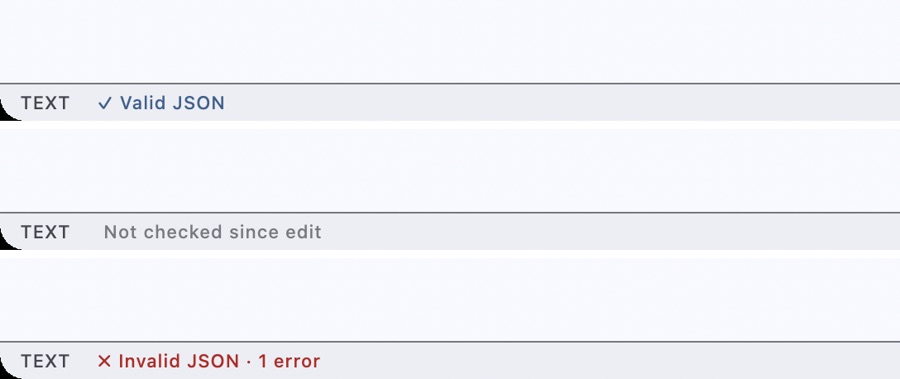 TEXT ✓ Valid JSON
TEXT Not checked since edit
TEXT ✕ Invalid JSON · 1 error